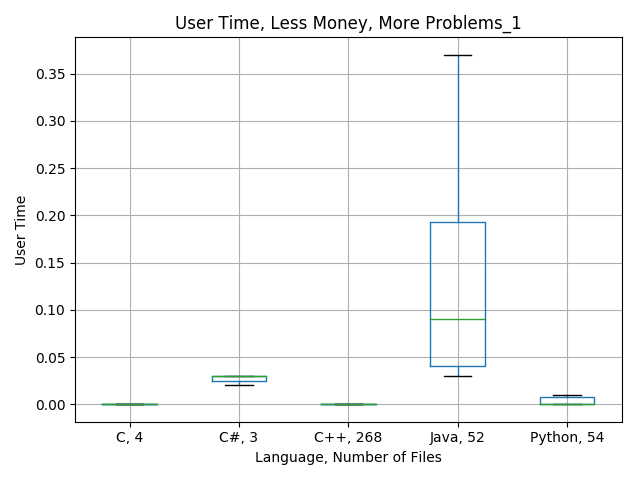 User Time, Less Money, More Problems_1
0.35
0.30
0.25
0.20
0.15
0.10
0.05
0.00
User Time
C, 4
C#, 3
C++, 268
Java, 52
Python, 54
Language, Number of Files